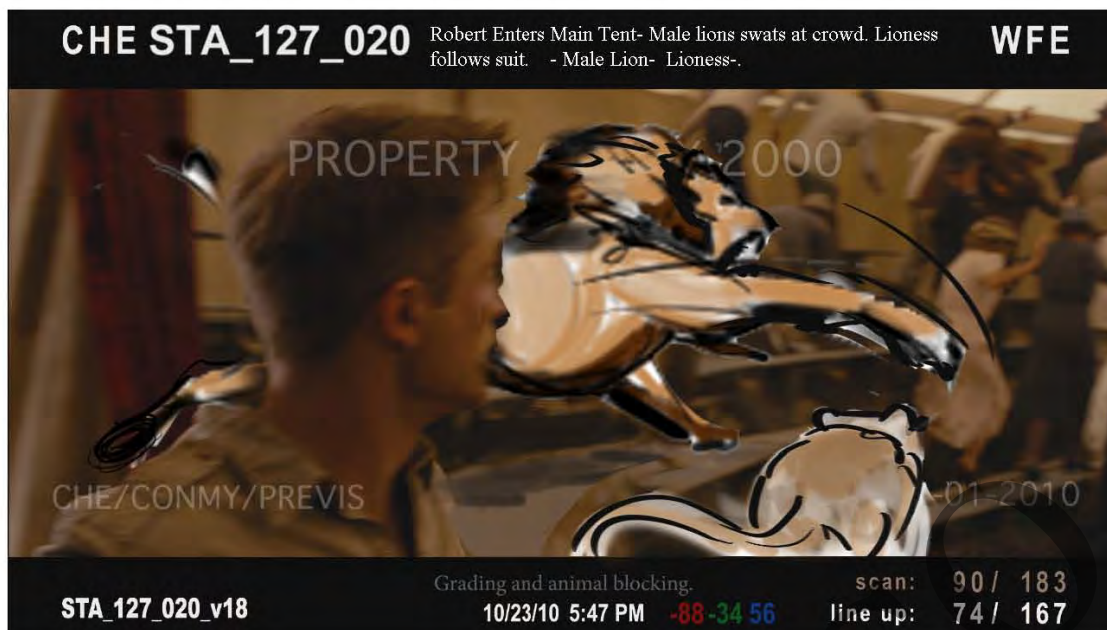 CHE STA_127_020
Robert Enters Main Tent- Male lions swats at crowd. Lioness
follows suit. - Male Lion- Lioness-.
WFE
PROPERTY 2000
CHE/CONMY/PREVIS
-01-2010
Grading and animal blocking.
scan: 90/ 183
STA_127_020_v18
10/23/10 5:47 PM -88 -34 56
line up: 74/ 167